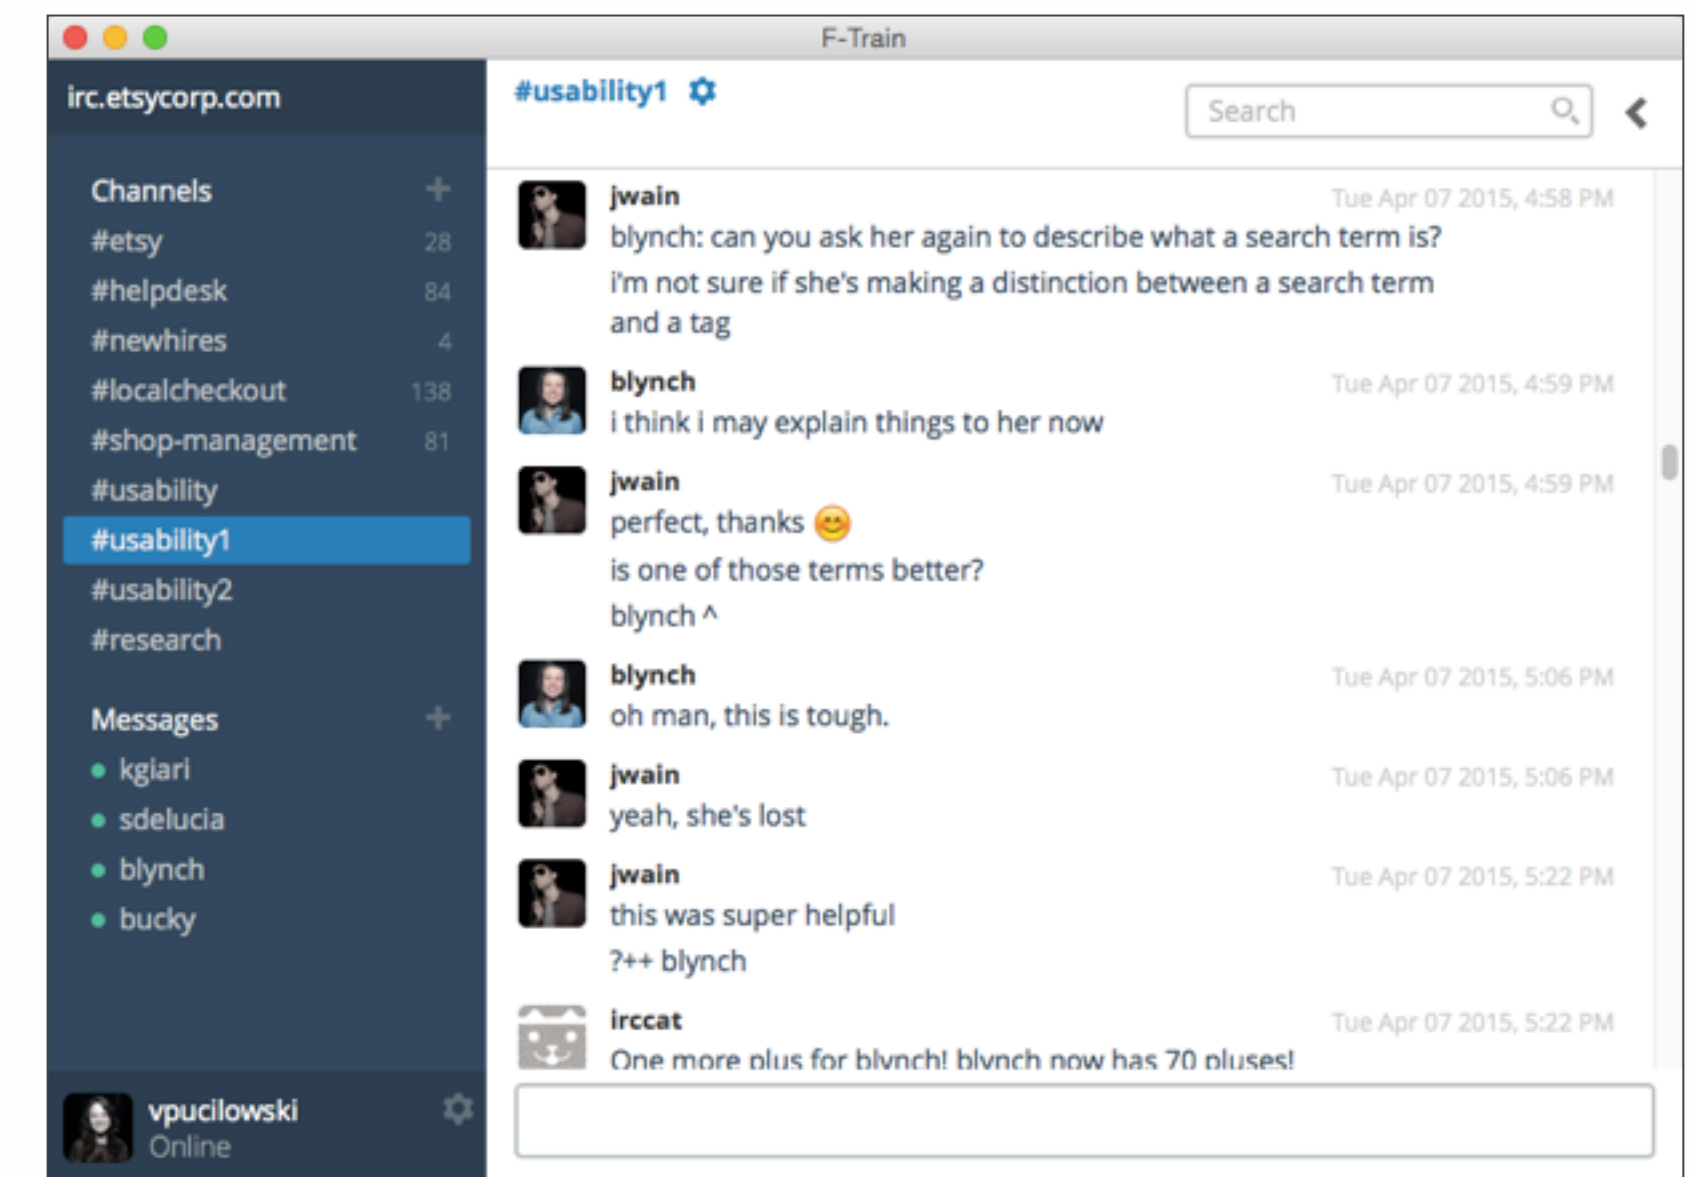 F-Train
irc.etsycorp.com
Channels +
#etsy 28
#helpdesk 84
#newhires 4
#localcheckout 138
#shop-management 81
#usability
#usability1
#usability2
#research
Messages +
kgiari
sdelucia
blynch
bucky
vpucilowski
Online
#usability1
Search
jwain Tue Apr 07 2015, 4:58 PM
blynch: can you ask her again to describe what a search term is?
i'm not sure if she's making a distinction between a search term
and a tag
blynch Tue Apr 07 2015, 4:59 PM
i think i may explain things to her now
jwain Tue Apr 07 2015, 4:59 PM
perfect, thanks 😊
is one of those terms better?
blynch ^
blynch Tue Apr 07 2015, 5:06 PM
oh man, this is tough.
jwain Tue Apr 07 2015, 5:06 PM
yeah, she's lost
jwain Tue Apr 07 2015, 5:22 PM
this was super helpful
?++ blynch
irccat Tue Apr 07 2015, 5:22 PM
One more plus for blynch! blynch now has 70 pluses!